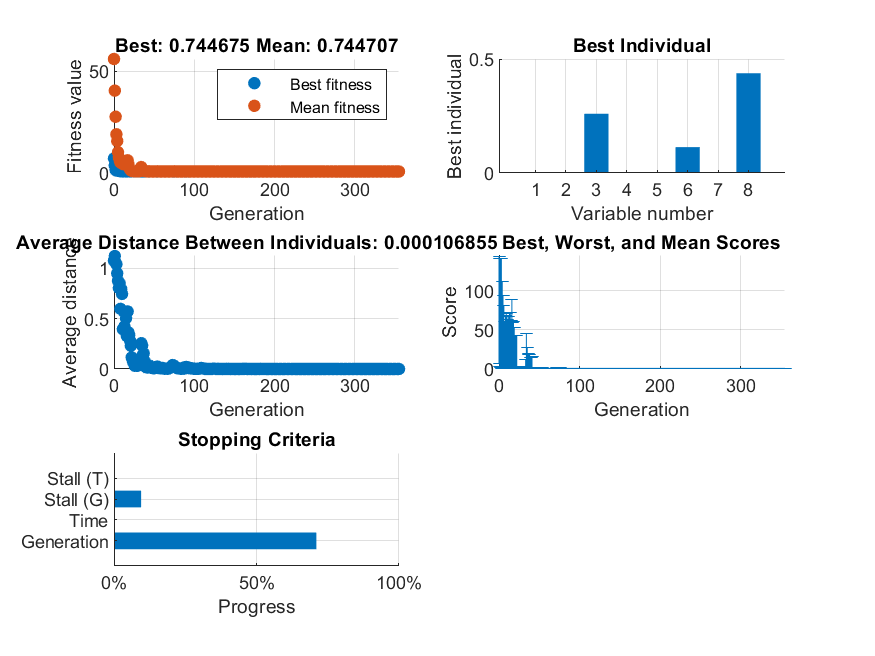 Best: 0.744675 Mean: 0.744707
Fitness value
50
0
Best fitness
Mean fitness
0 100 200 300
Generation
Best Individual
Best individual
0.5
0
1 2 3 4 5 6 7 8
Variable number
Average Distance Between Individuals: 0.000106855
Average distance
1
0.5
0
0 100 200 300
Generation
Best, Worst, and Mean Scores
Score
100
50
0
0 100 200 300
Generation
Stopping Criteria
Stall (T)
Stall (G)
Time
Generation
0% 50% 100%
Progress